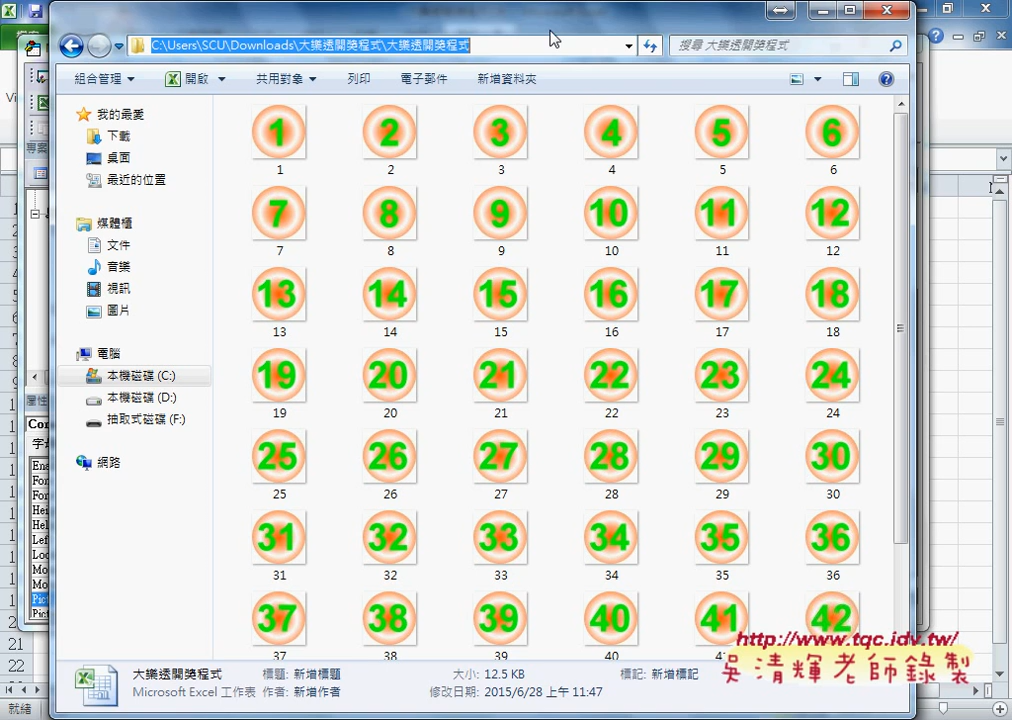 C:\Users\SCU\Downloads\大樂透開獎程式\大樂透開獎程式
搜尋 大樂透開獎程式
組合管理
開啟
共用對象
列印
電子郵件
新增資料夾
我的最愛
下載
桌面
最近的位置
媒體櫃
文件
音樂
視訊
圖片
電腦
本機磁碟 (C:)
本機磁碟 (D:)
抽取式磁碟 (F:)
網路
1 2 3 4 5 6
1 2 3 4 5 6
7 8 9 10 11 12
7 8 9 10 11 12
13 14 15 16 17 18
13 14 15 16 17 18
19 20 21 22 23 24
19 20 21 22 23 24
25 26 27 28 29 30
25 26 27 28 29 30
31 32 33 34 35 36
31 32 33 34 35 36
37 38 39 40 41 42
37 38 39 40
http://www.tqc.idv.tw/
吳清輝老師錄製
大樂透開獎程式
標題: 新增標題
大小: 12.5 KB
標記: 新增標記
Microsoft Excel 工作表
作者: 新增作者
修改日期: 2015/6/28 上午 11:47
21
22
23
就緒